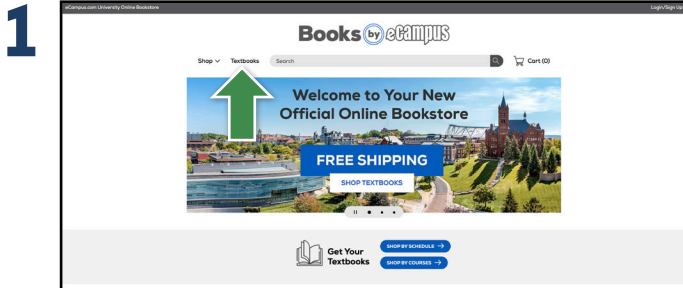 1
eCampus.com University Online Bookstore
Login/Sign Up
Books by eCampus
Shop Textbooks Search Cart (0)
Welcome to Your New
Official Online Bookstore
FREE SHIPPING
SHOP TEXTBOOKS
Get Your
Textbooks
SHOP BY SCHEDULE →
SHOP BY COURSES →